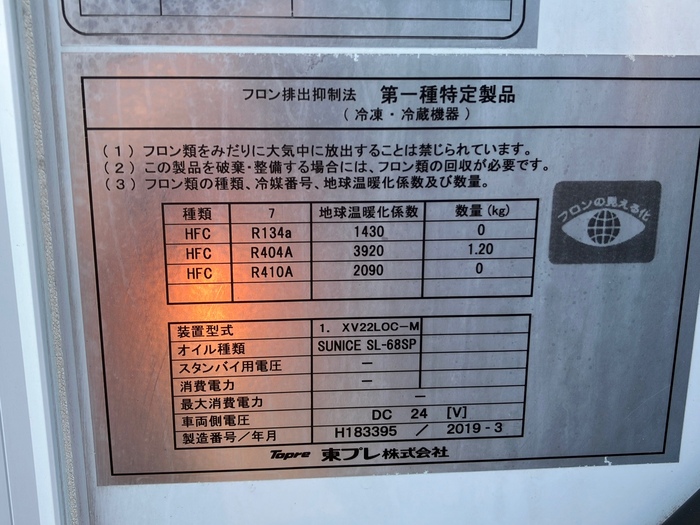 フロン排出抑制法 第一種特定製品
（冷凍・冷蔵機器）
（１）フロン類をみだりに大気中に放出することは禁じられています。
（２）この製品を破棄・整備する場合には、フロン類の回収が必要です。
（３）フロン類の種類、冷媒番号、地球温暖化係数及び数量。
フロンの見える化
種類 7 地球温暖化係数 数量(kg)
HFC R134a 1430 0
HFC R404A 3920 1.20
HFC R410A 2090 0
装置型式 1. XV22LOC-M
オイル種類 SUNICE SL-68SP
スタンバイ用電圧 －
消費電力 －
最大消費電力 －
車両側電圧 DC 24 [V]
製造番号／年月 H183395 ／ 2019-3
Topre 東プレ株式会社